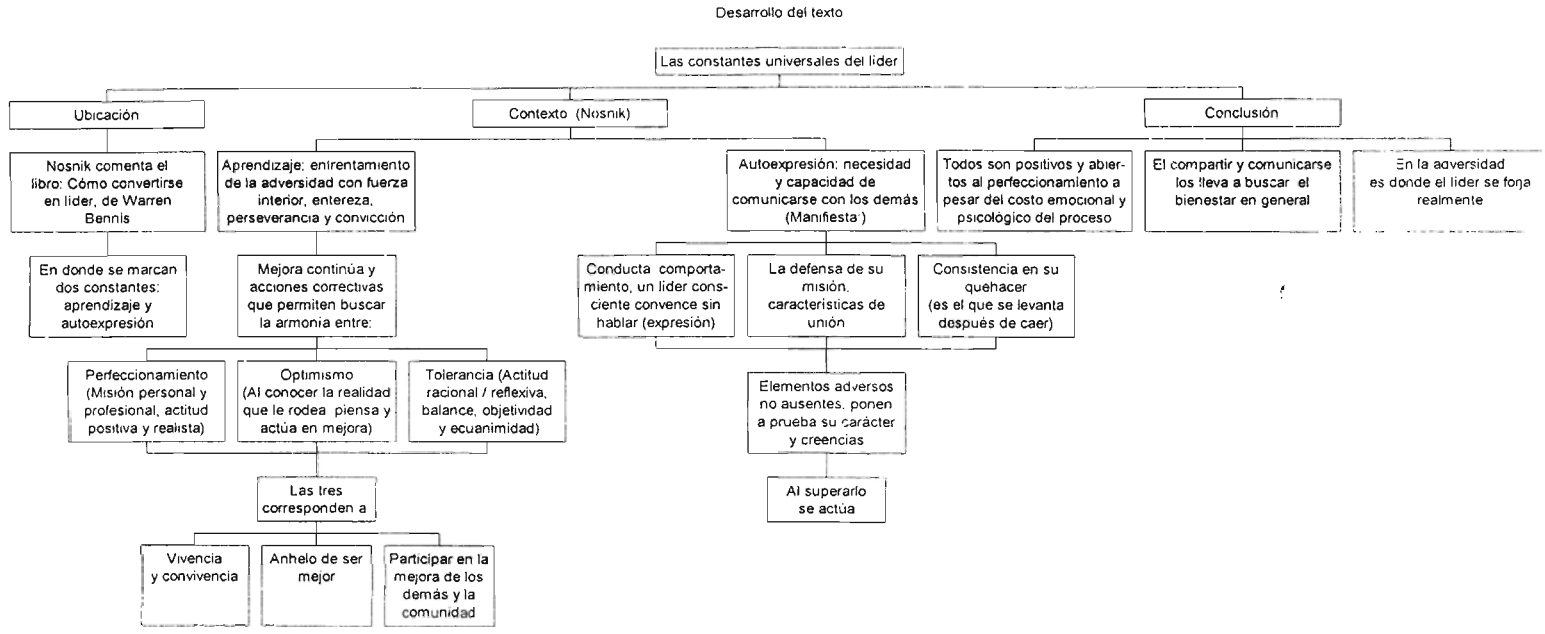 Desarrollo del texto
Las constantes universales del líder
Ubicación
Contexto (Nosnik)
Conclusión
Nosnik comenta el
libro: Cómo convertirse
en líder, de Warren
Bennis
Aprendizaje: enfrentamiento
de la adversidad con fuerza
interior, entereza,
perseverancia y convicción
Autoexpresión: necesidad
y capacidad de
comunicarse con los demás
(Manifiesta:)
Todos son positivos y abier-
tos al perfeccionamiento a
pesar del costo emocional y
psicológico del proceso
El compartir y comunicarse
los lleva a buscar el
bienestar en general
En la adversidad
es donde el líder se forja
realmente
En donde se marcan
dos constantes:
aprendizaje y
autoexpresión
Mejora continúa y
acciones correctivas
que permiten buscar
la armonía entre:
Conducta comporta-
miento, un líder cons-
ciente convence sin
hablar (expresión)
La defensa de su
misión,
características de
unión
Consistencia en su
quehacer
(es el que se levanta
después de caer)
Perfeccionamiento
(Misión personal y
profesional, actitud
positiva y realista)
Optimismo
(Al conocer la realidad
que le rodea piensa y
actúa en mejora)
Tolerancia (Actitud
racional / reflexiva,
balance, objetividad
y ecuanimidad)
Elementos adversos
no ausentes, ponen
a prueba su carácter
y creencias
Las tres
corresponden a
Al superarlo
se actúa
Vivencia
y convivencia
Anhelo de ser
mejor
Participar en la
mejora de los
demás y la
comunidad